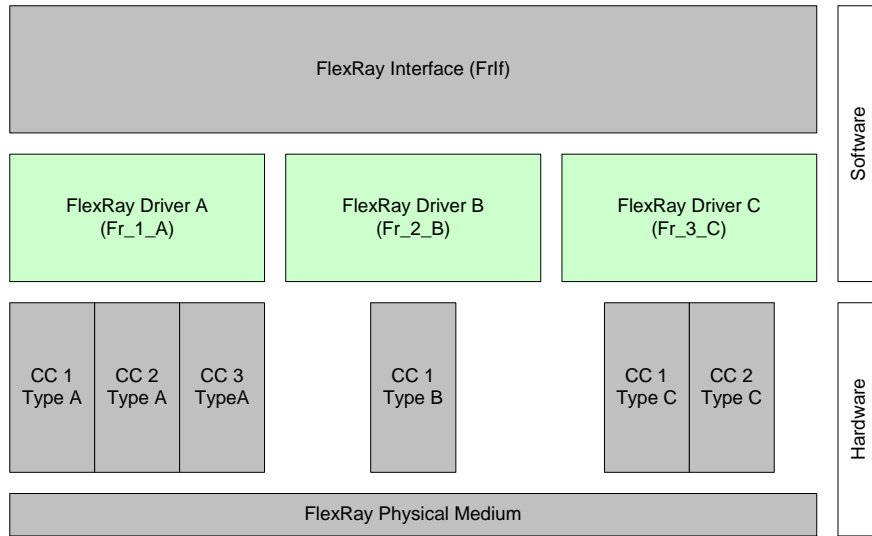 FlexRay Interface (FrIf)
Software
FlexRay Driver A
(Fr_1_A)
FlexRay Driver B
(Fr_2_B)
FlexRay Driver C
(Fr_3_C)
CC 1
Type A
CC 2
Type A
CC 3
TypeA
CC 1
Type B
CC 1
Type C
CC 2
Type C
Hardware
FlexRay Physical Medium